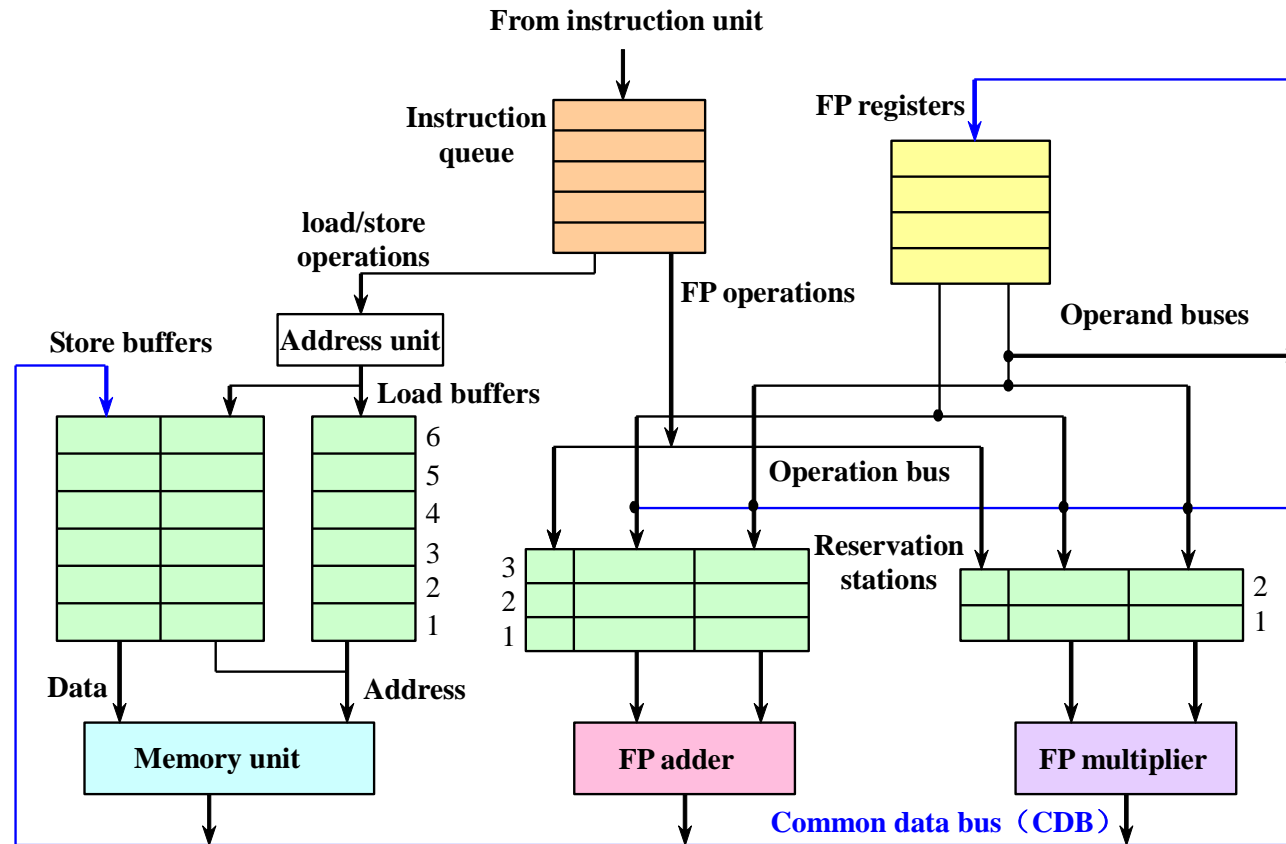 From instruction unit
Instruction
queue
FP registers
load/store
operations
FP operations
Operand buses
Address unit
Store buffers
Load buffers
6
5
4
3
2
1
Operation bus
Reservation
stations
3
2
1
2
1
Data
Address
Memory unit
FP adder
FP multiplier
Common data bus（CDB）